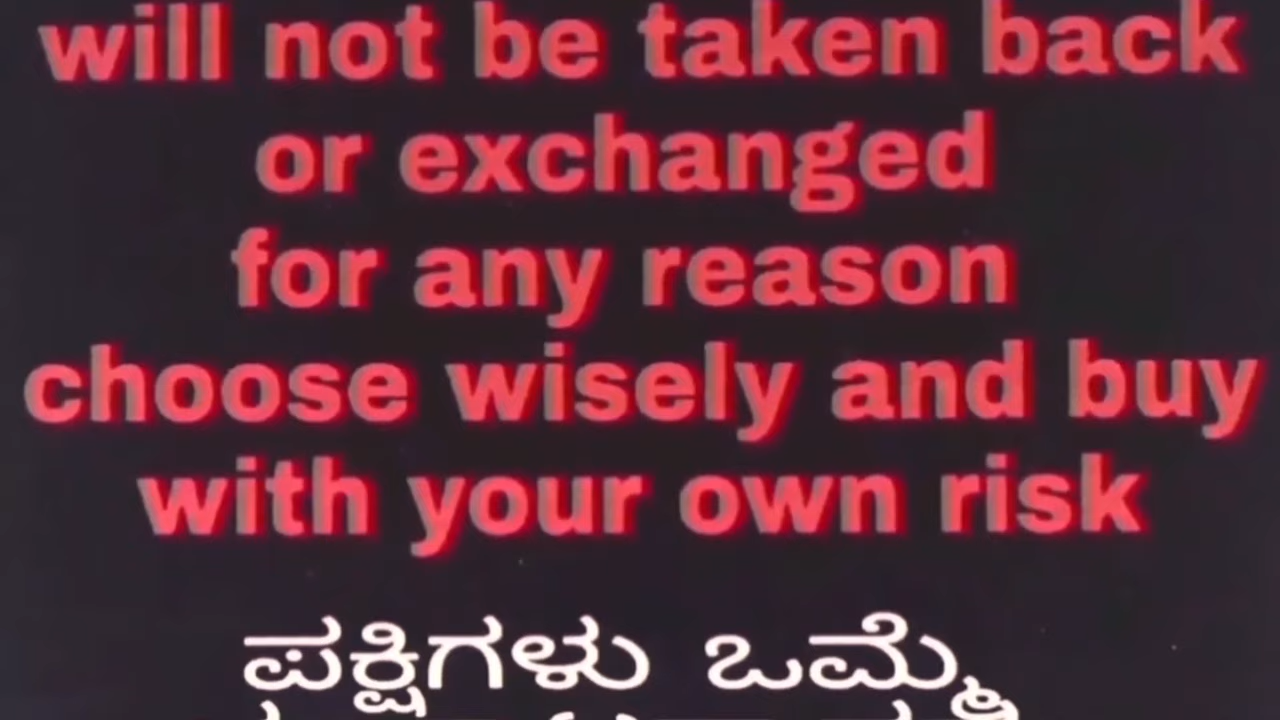 will not be taken back
or exchanged
for any reason
choose wisely and buy
with your own risk
ಪಕ್ಷಿಗಳು ಒಮ್ಮೆ